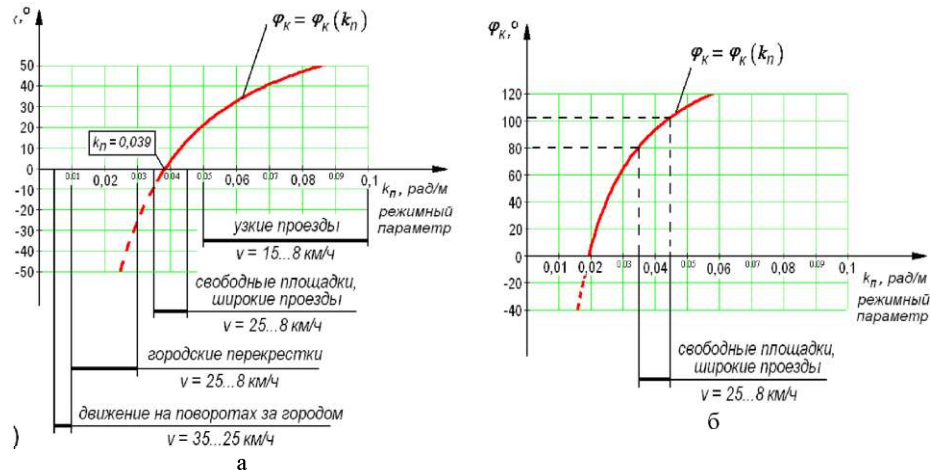 к,°
φк = φк (kп)
50
40
30
20
10
0
-10
-20
-30
-40
-50
kп = 0,039
0.01
0,02
0.03
0.04
0.05
0,06
0.07
0,08
0.09
0,1
kп, рад/м
режимный
параметр
узкие проезды
v = 15...8 км/ч
свободные площадки,
широкие проезды
v = 25...8 км/ч
городские перекрестки
v = 25...8 км/ч
движение на поворотах за городом
v = 35...25 км/ч
)
а
φк,°
φк = φк (kп)
120
100
80
60
40
20
0
-20
-40
0,01
0,02
0.03
0,04
0.05
0,06
0.07
0,08
0.09
0,1
kп, рад/м
режимный
параметр
свободные площадки,
широкие проезды
v = 25...8 км/ч
б